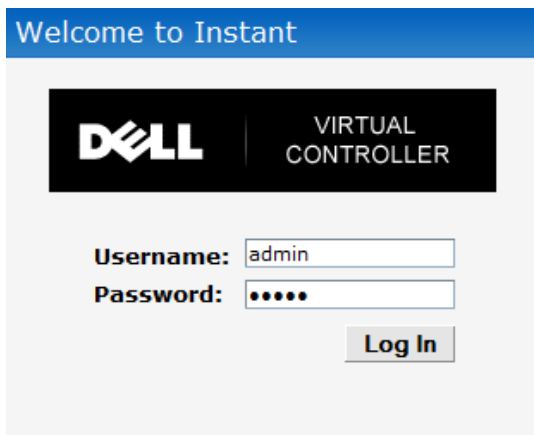 Welcome to Instant
DELL
VIRTUAL
CONTROLLER
Username: admin
Password: •••••
Log In